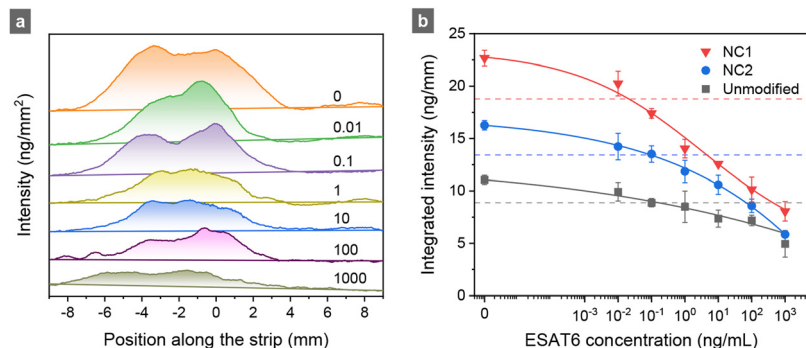 a
Intensity (ng/mm²)
0
0.01
0.1
1
10
100
1000
-8 -6 -4 -2 0 2 4 6 8
Position along the strip (mm)
b
Integrated intensity (ng/mm)
25
20
15
10
5
0
NC1
NC2
Unmodified
0 10⁻³ 10⁻² 10⁻¹ 10⁰ 10¹ 10² 10³
ESAT6 concentration (ng/mL)